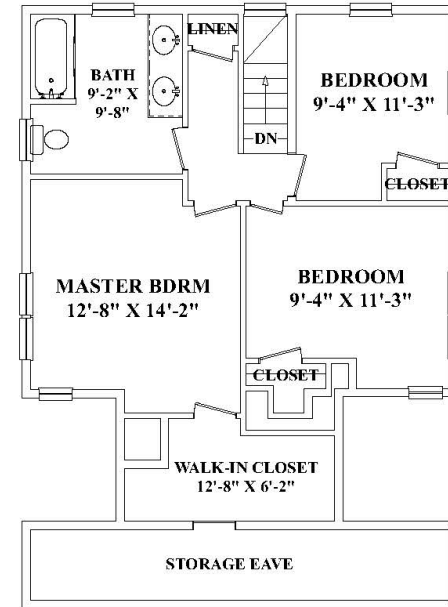 LINEN
BATH
9'-2" X
9'-8"
BEDROOM
9'-4" X 11'-3"
DN
CLOSET
MASTER BDRM
12'-8" X 14'-2"
BEDROOM
9'-4" X 11'-3"
CLOSET
WALK-IN CLOSET
12'-8" X 6'-2"
STORAGE EAVE